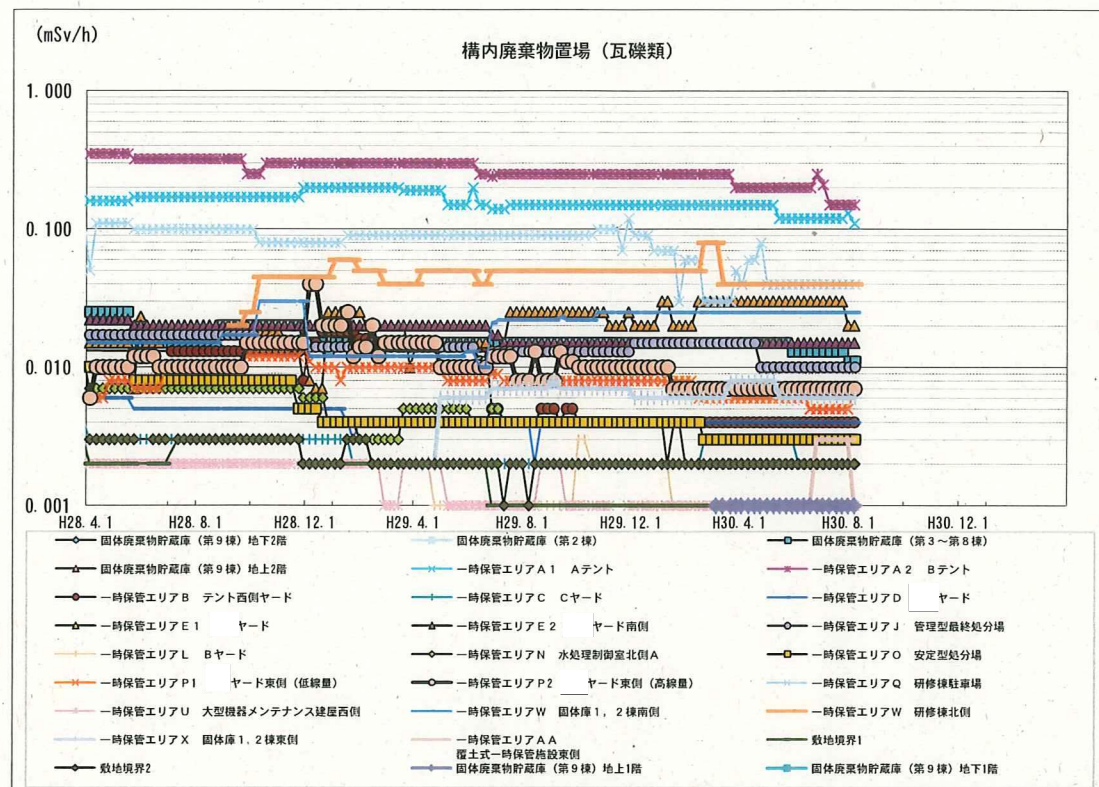 (mSv/h)
構内廃棄物置場（瓦礫類）
1.000
0.100
0.010
0.001
H28.4.1 H28.8.1 H28.12.1 H29.4.1 H29.8.1 H29.12.1 H30.4.1 H30.8.1 H30.12.1
固体廃棄物貯蔵庫（第９棟）地下2階 固体廃棄物貯蔵庫（第２棟） 固体廃棄物貯蔵庫（第３～第８棟）
固体廃棄物貯蔵庫（第９棟）地上2階 一時保管エリアＡ１　Ａテント 一時保管エリアＡ２　Ｂテント
一時保管エリアＢ　テント西側ヤード 一時保管エリアＣ　Ｃヤード 一時保管エリアＤ ヤード
一時保管エリアＥ１ ヤード 一時保管エリアＥ２ ヤード南側 一時保管エリアＪ　管理型最終処分場
一時保管エリアＬ　Ｂヤード 一時保管エリアＮ　水処理制御室北側Ａ 一時保管エリアＯ　安定型処分場
一時保管エリアＰ1 ヤード東側（低線量） 一時保管エリアＰ2 ヤード東側（高線量） 一時保管エリアＱ　研修棟駐車場
一時保管エリアＵ　大型機器メンテナンス建屋西側 一時保管エリアＷ　固体庫１，２棟南側 一時保管エリアＷ　研修棟北側
一時保管エリアＸ　固体庫１,２棟東側 一時保管エリアＡＡ 敷地境界1
覆土式一時保管施設東側
敷地境界2 固体廃棄物貯蔵庫（第９棟）地上1階 固体廃棄物貯蔵庫（第９棟）地下1階